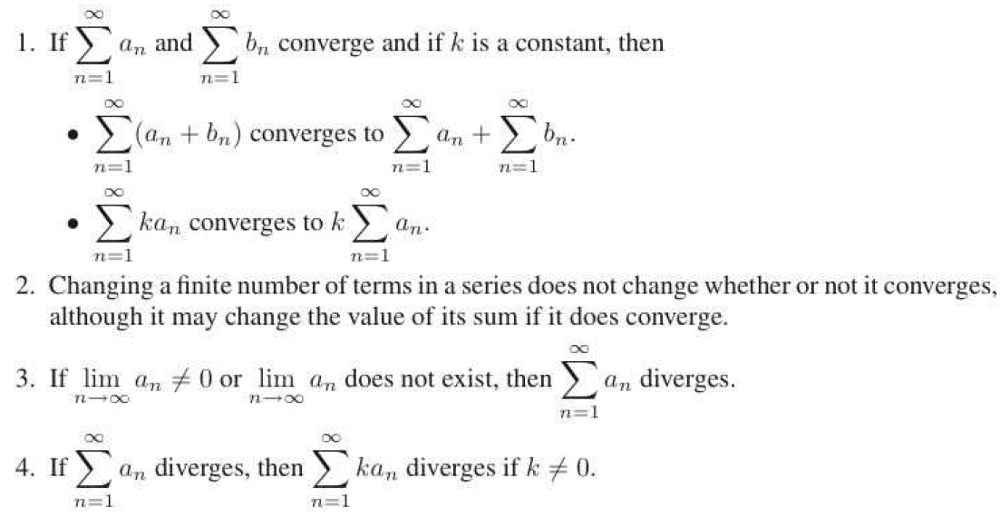 1. If $\sum_{n=1}^{\infty} a_n$ and $\sum_{n=1}^{\infty} b_n$ converge and if $k$ is a constant, then
• $\sum_{n=1}^{\infty} (a_n + b_n)$ converges to $\sum_{n=1}^{\infty} a_n + \sum_{n=1}^{\infty} b_n$.
• $\sum_{n=1}^{\infty} ka_n$ converges to $k \sum_{n=1}^{\infty} a_n$.
2. Changing a finite number of terms in a series does not change whether or not it converges,
although it may change the value of its sum if it does converge.
3. If $\lim_{n \to \infty} a_n \neq 0$ or $\lim_{n \to \infty} a_n$ does not exist, then $\sum_{n=1}^{\infty} a_n$ diverges.
4. If $\sum_{n=1}^{\infty} a_n$ diverges, then $\sum_{n=1}^{\infty} ka_n$ diverges if $k \neq 0$.